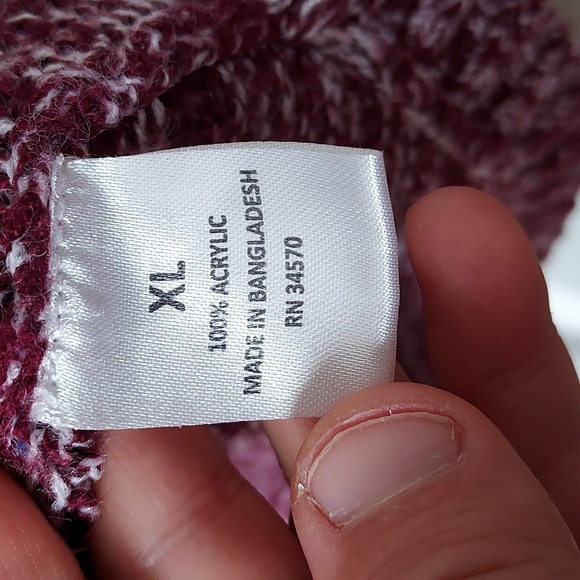 XL
100% ACRYLIC
MADE IN BANGLADESH
RN 34570